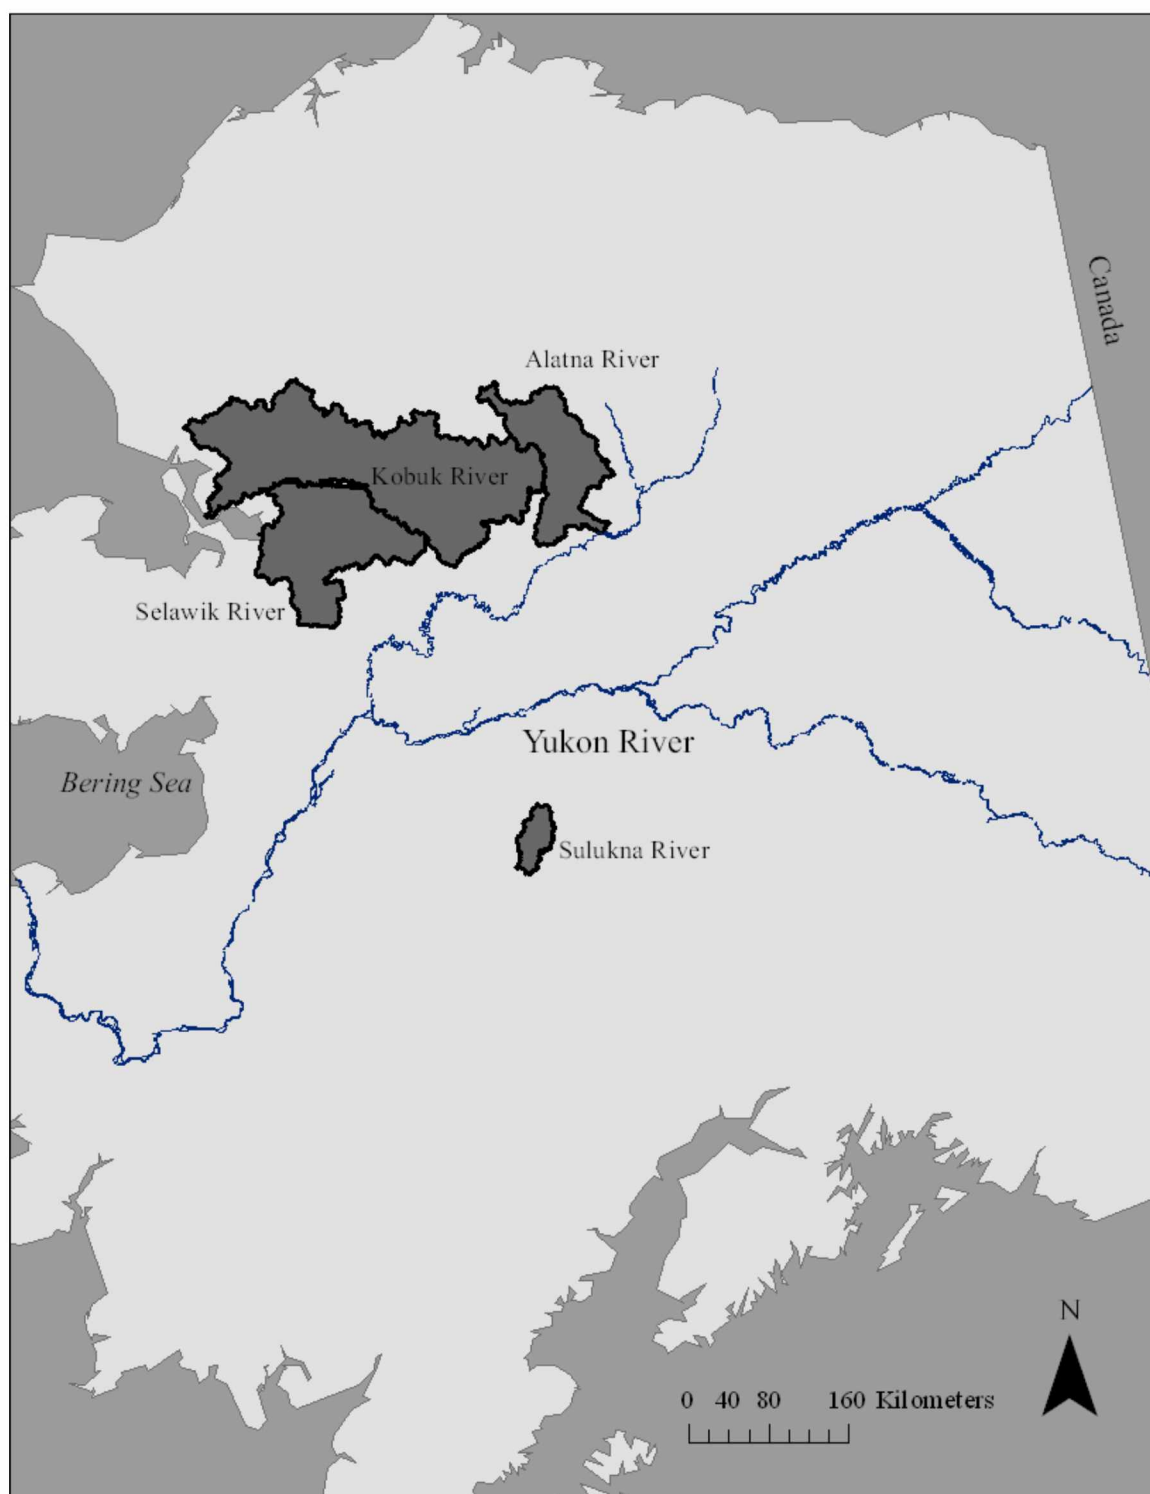 Canada
Alatna River
Kobuk River
Selawik River
Yukon River
Bering Sea
Sulukna River
N
0 40 80 160 Kilometers